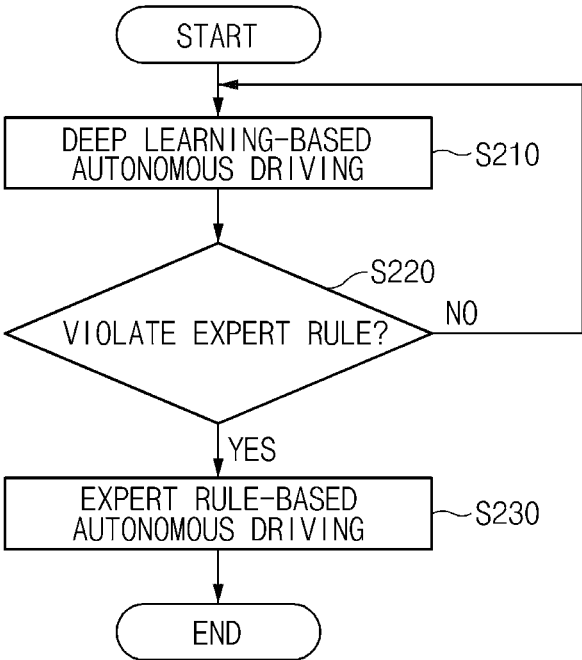 START
DEEP LEARNING-BASED
AUTONOMOUS DRIVING
S210
S220
VIOLATE EXPERT RULE?
NO
YES
EXPERT RULE-BASED
AUTONOMOUS DRIVING
S230
END